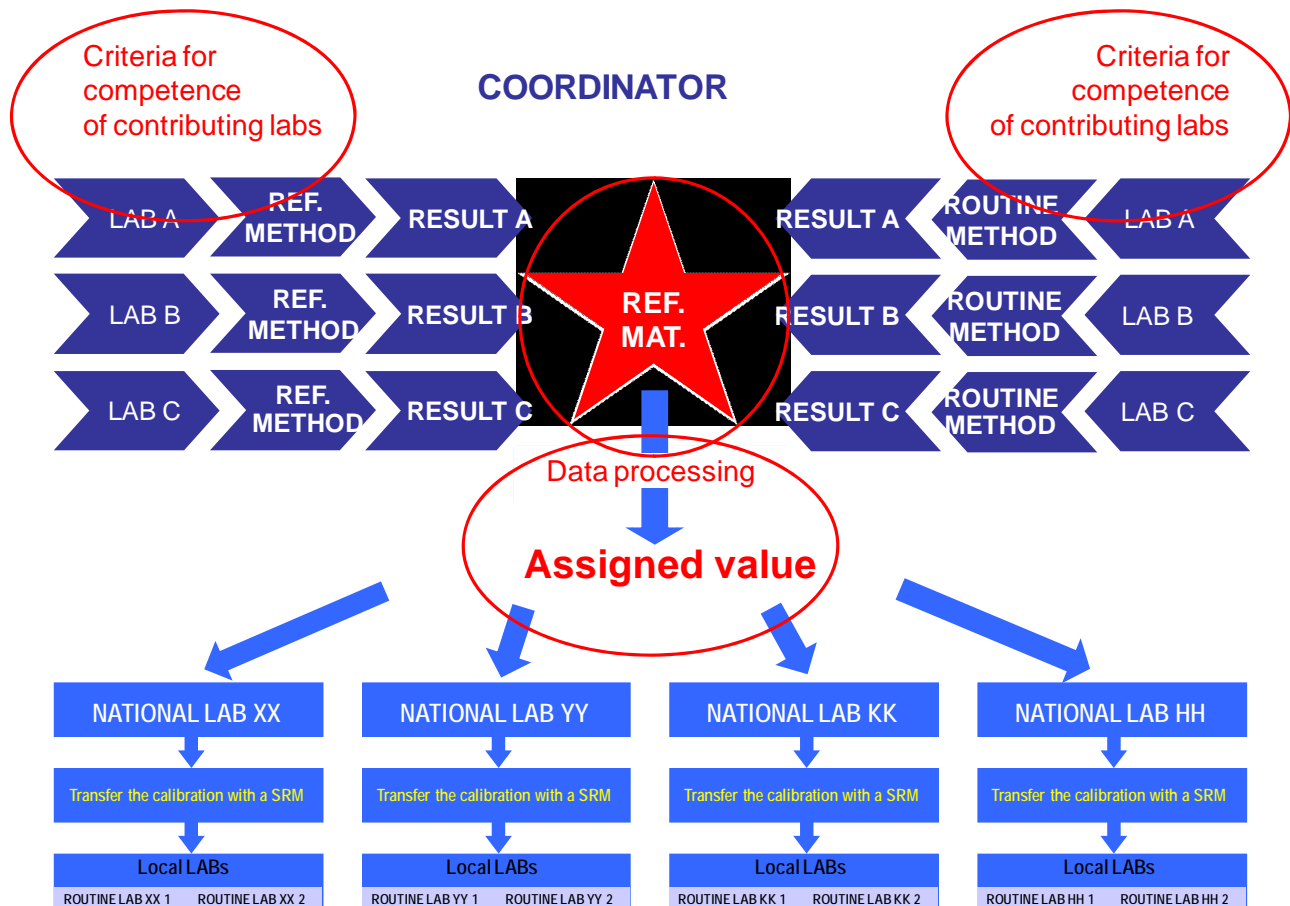 Criteria for
competence
of contributing labs
COORDINATOR
Criteria for
competence
of contributing labs
LAB A
REF.
METHOD
RESULT A
RESULT A
ROUTINE
METHOD
LAB A
LAB B
REF.
METHOD
RESULT B
REF.
MAT.
RESULT B
ROUTINE
METHOD
LAB B
LAB C
REF.
METHOD
RESULT C
RESULT C
ROUTINE
METHOD
LAB C
Data processing
Assigned value
NATIONAL LAB XX
NATIONAL LAB YY
NATIONAL LAB KK
NATIONAL LAB HH
Transfer the calibration with a SRM
Transfer the calibration with a SRM
Transfer the calibration with a SRM
Transfer the calibration with a SRM
Local LABs
Local LABs
Local LABs
Local LABs
ROUTINE LAB XX 1 ROUTINE LAB XX 2
ROUTINE LAB YY 1 ROUTINE LAB YY 2
ROUTINE LAB KK 1 ROUTINE LAB KK 2
ROUTINE LAB HH 1 ROUTINE LAB HH 2